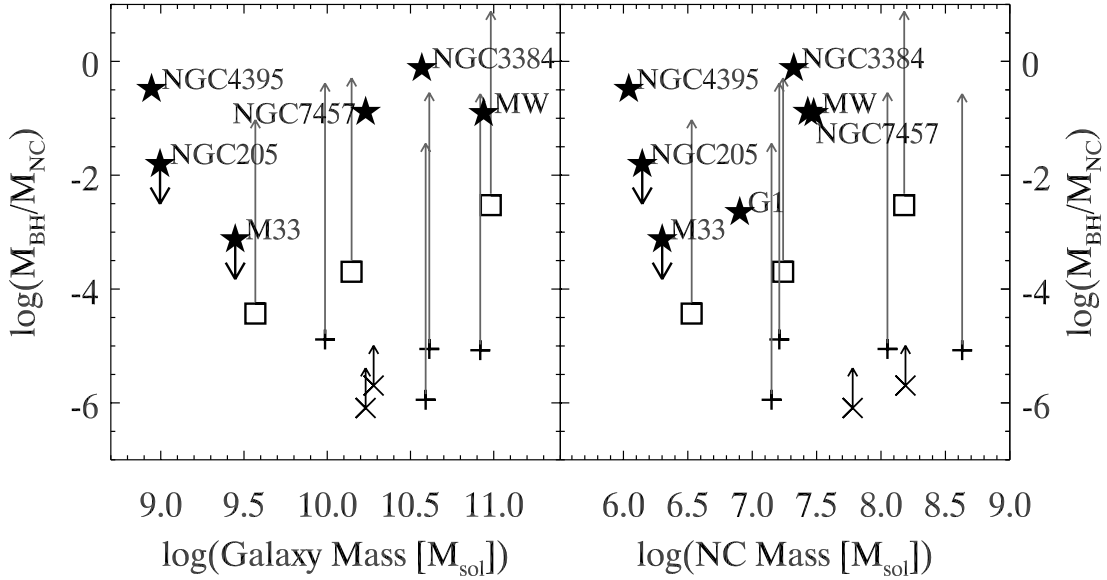 0
-2
-4
-6
log(M_BH/M_NC)
NGC4395
NGC3384
NGC7457
MW
NGC205
M33
9.0 9.5 10.0 10.5 11.0
log(Galaxy Mass [M_sol])
NGC4395
NGC3384
MW
NGC7457
NGC205
G1
M33
6.0 6.5 7.0 7.5 8.0 8.5 9.0
log(NC Mass [M_sol])
0
-2
-4
-6
log(M_BH/M_NC)